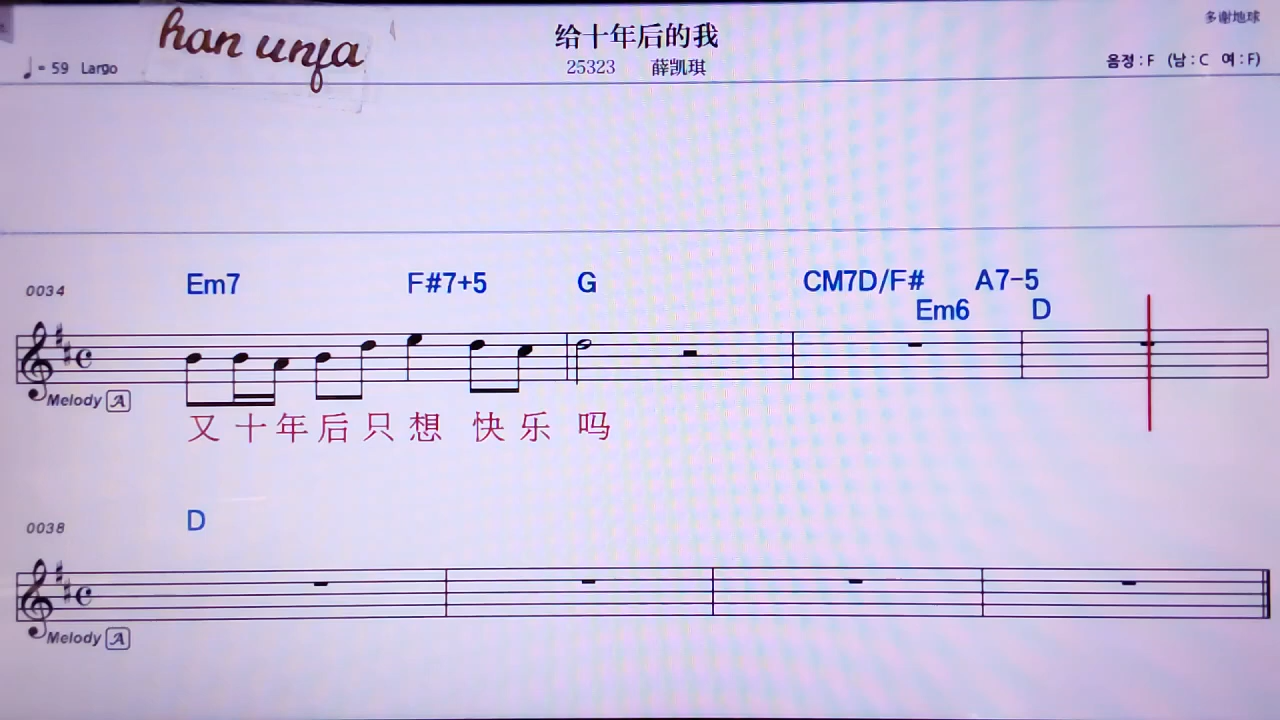 han unfa
给十年后的我
多谢地球
♩= 59 Largo
25323 薛凯琪
음정 : F (남 : C 여 : F)
0034
Em7 F#7+5 G CM7D/F# A7-5
Em6 D
Melody A
又十年后只想 快乐 吗
0038
D
Melody A